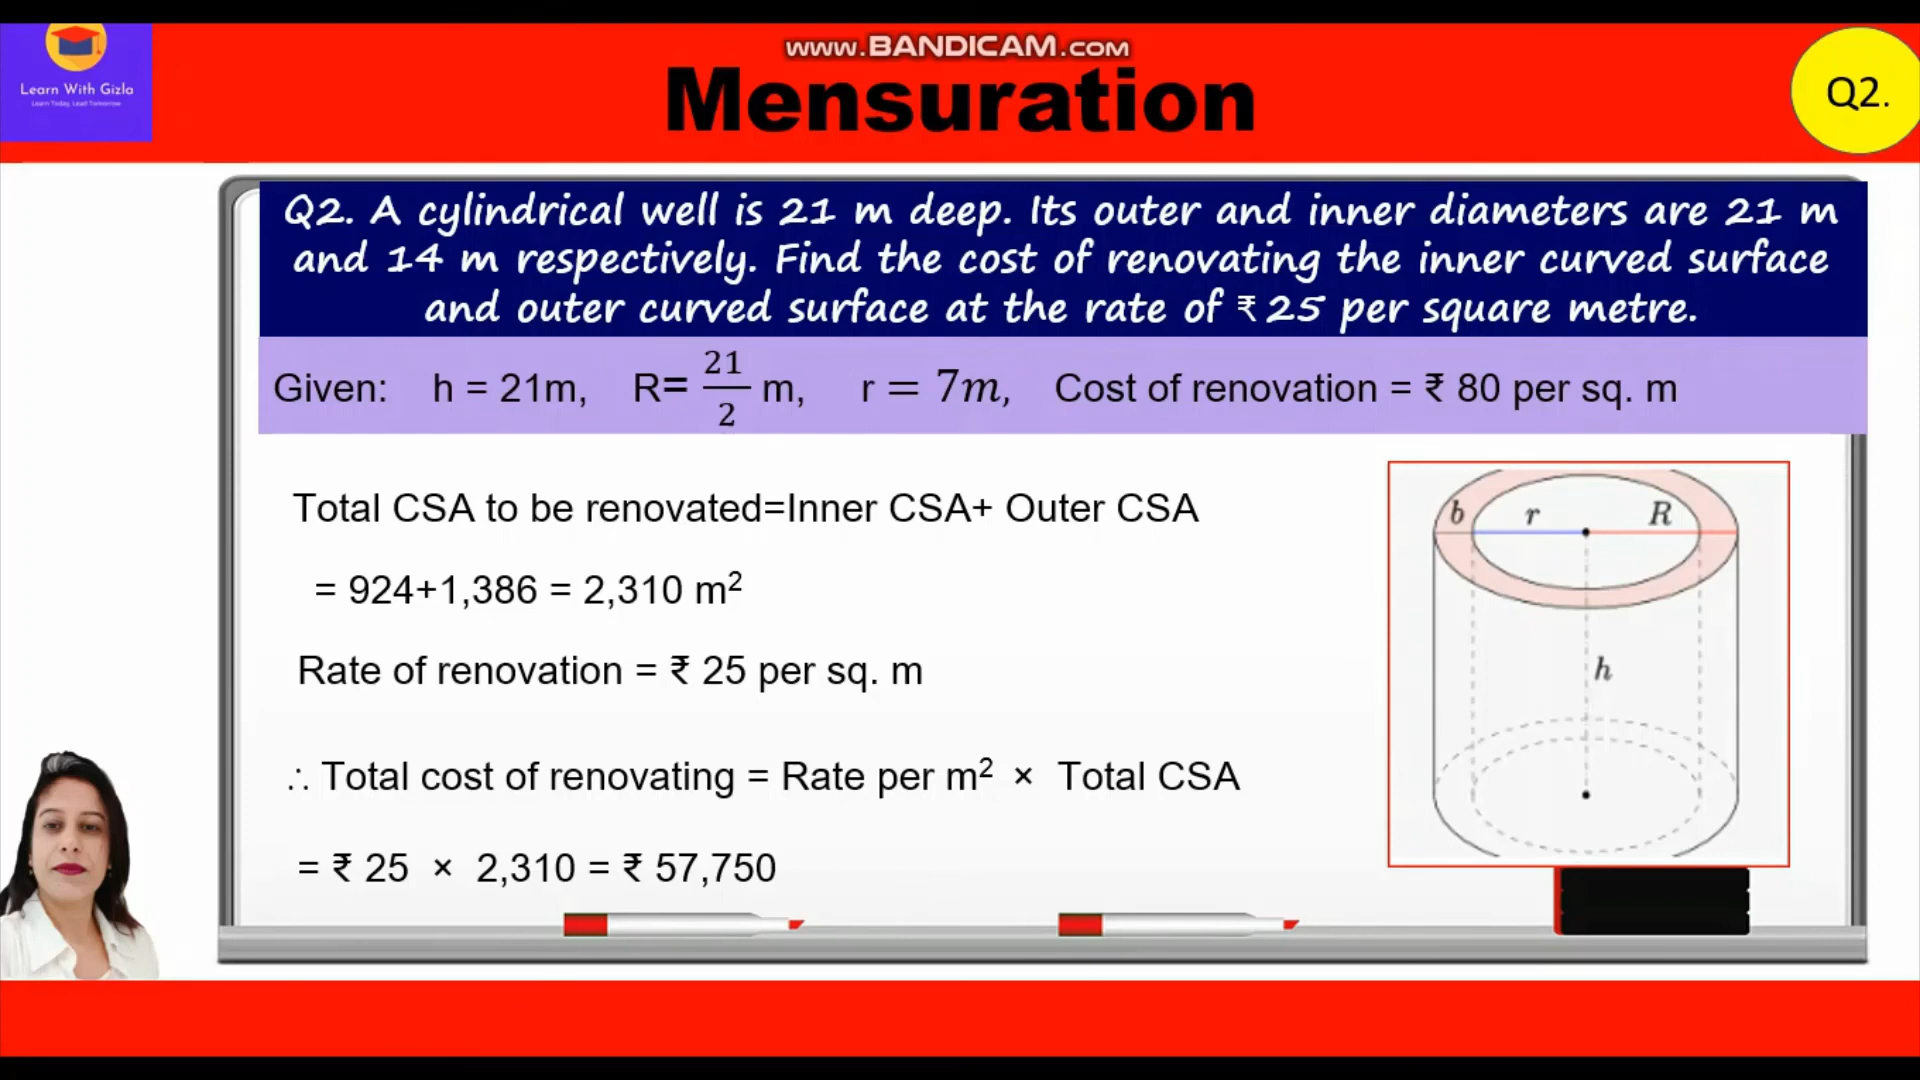 www.BANDICAM.com
Learn With Gizla
Learn Today, Lead Tomorrow
Mensuration
Q2.
Q2. A cylindrical well is 21 m deep. Its outer and inner diameters are 21 m
and 14 m respectively. Find the cost of renovating the inner curved surface
and outer curved surface at the rate of ₹ 25 per square metre.
Given: h = 21m, R= 21/2 m, r = 7m, Cost of renovation = ₹ 80 per sq. m
Total CSA to be renovated=Inner CSA+ Outer CSA
= 924+1,386 = 2,310 m²
Rate of renovation = ₹ 25 per sq. m
∴ Total cost of renovating = Rate per m² × Total CSA
= ₹ 25 × 2,310 = ₹ 57,750
b r R
h